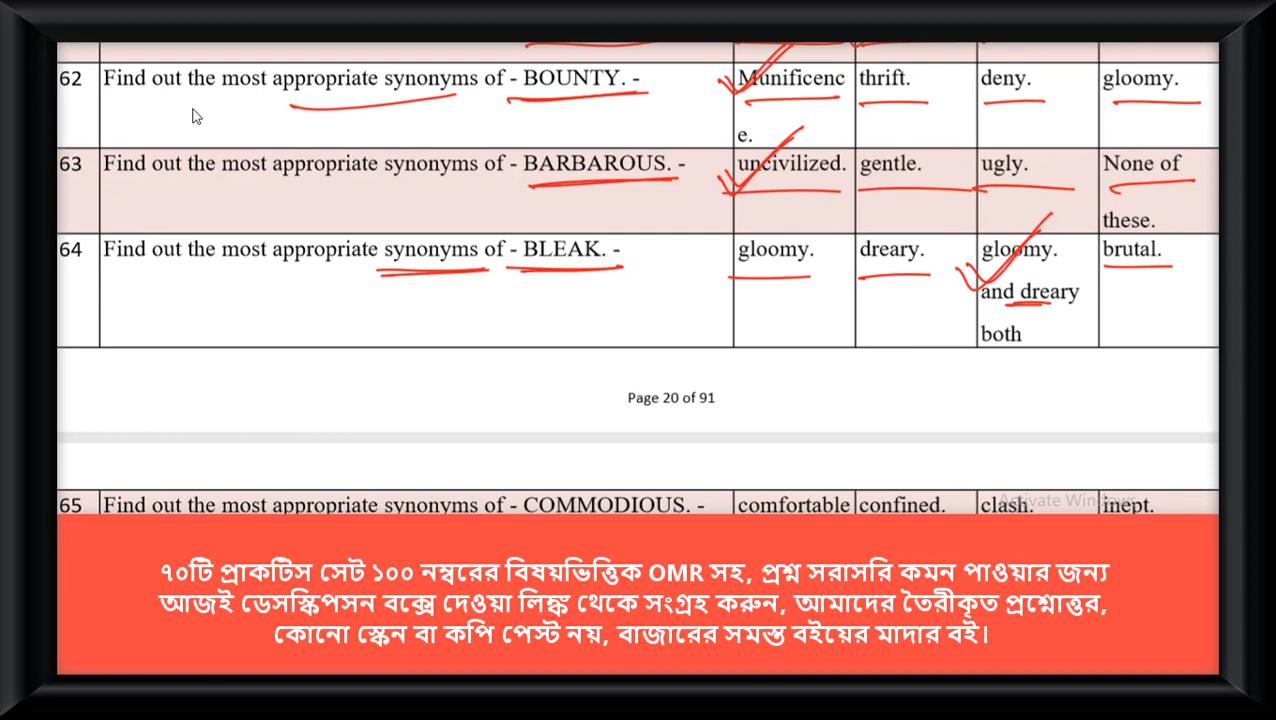 62 Find out the most appropriate synonyms of - BOUNTY. - Munificenc thrift. deny. gloomy.
e.
63 Find out the most appropriate synonyms of - BARBAROUS. - uncivilized. gentle. ugly. None of
these.
64 Find out the most appropriate synonyms of - BLEAK. - gloomy. dreary. gloomy. brutal.
and dreary
both
Page 20 of 91
Activate Windows
65 Find out the most appropriate synonyms of - COMMODIOUS. - comfortable confined. clash. inept.
৭০টি প্রাকটিস সেট ১০০ নম্বরের বিষয়ভিত্তিক OMR সহ, প্রশ্ন সরাসরি কমন পাওয়ার জন্য
আজই ডেসস্কিপসন বক্সে দেওয়া লিঙ্ক থেকে সংগ্রহ করুন, আমাদের তৈরীকৃত প্রশ্নোত্তর,
কোনো স্কেন বা কপি পেস্ট নয়, বাজারের সমস্ত বইয়ের মাদার বই।